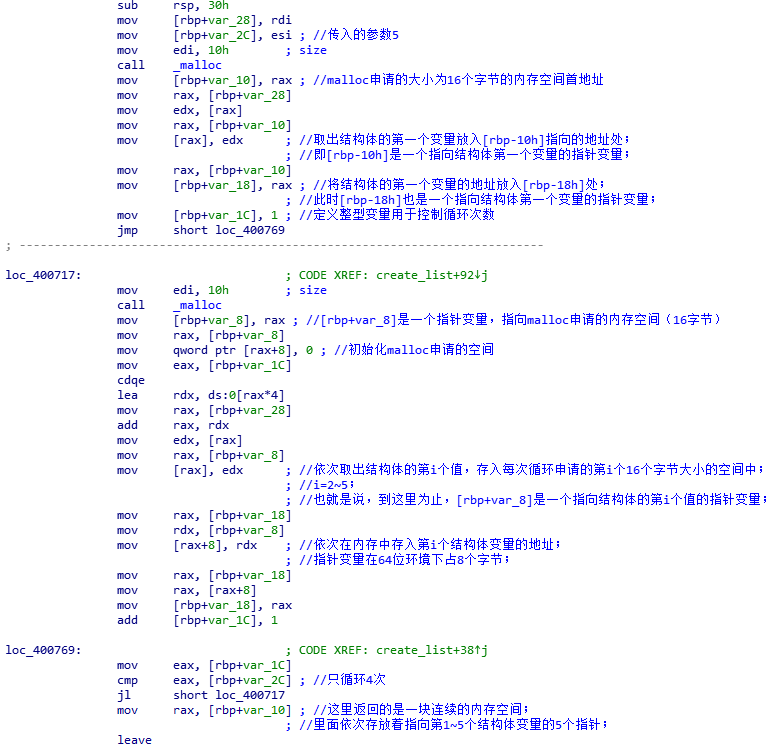 sub rsp, 30h
mov [rbp+var_28], rdi
mov [rbp+var_2C], esi ; //传入的参数5
mov edi, 10h ; size
call _malloc
mov [rbp+var_10], rax ; //malloc申请的大小为16个字节的内存空间首地址
mov rax, [rbp+var_28]
mov edx, [rax]
mov rax, [rbp+var_10]
mov [rax], edx ; //取出结构体的第一个变量放入[rbp-10h]指向的地址处;
; //即[rbp-10h]是一个指向结构体第一个变量的指针变量;
mov rax, [rbp+var_10]
mov [rbp+var_18], rax ; //将结构体的第一个变量的地址放入[rbp-18h]处;
; //此时[rbp-18h]也是一个指向结构体第一个变量的指针变量;
mov [rbp+var_1C], 1 ; //定义整型变量用于控制循环次数
jmp short loc_400769
; ---------------------------------------------------------------------------
loc_400717: ; CODE XREF: create_list+92↓j
mov edi, 10h ; size
call _malloc
mov [rbp+var_8], rax ; //[rbp+var_8]是一个指针变量，指向malloc申请的内存空间（16字节）
mov rax, [rbp+var_8]
mov qword ptr [rax+8], 0 ; //初始化malloc申请的空间
mov eax, [rbp+var_1C]
cdqe
lea rdx, ds:0[rax*4]
mov rax, [rbp+var_28]
add rax, rdx
mov edx, [rax]
mov rax, [rbp+var_8]
mov [rax], edx ; //依次取出结构体的第i个值，存入每次循环申请的第i个16个字节大小的空间中;
; //i=2~5;
; //也就是说，到这里为止，[rbp+var_8]是一个指向结构体的第i个值的指针变量;
mov rax, [rbp+var_18]
mov rdx, [rbp+var_8]
mov [rax+8], rdx ; //依次在内存中存入第i个结构体变量的地址;
; //指针变量在64位环境下占8个字节;
mov rax, [rbp+var_18]
mov rax, [rax+8]
mov [rbp+var_18], rax
add [rbp+var_1C], 1
loc_400769: ; CODE XREF: create_list+38↑j
mov eax, [rbp+var_1C]
cmp eax, [rbp+var_2C] ; //只循环4次
jl short loc_400717
mov rax, [rbp+var_10] ; //这里返回的是一块连续的内存空间;
; //里面依次存放着指向第1~5个结构体变量的5个指针;
leave